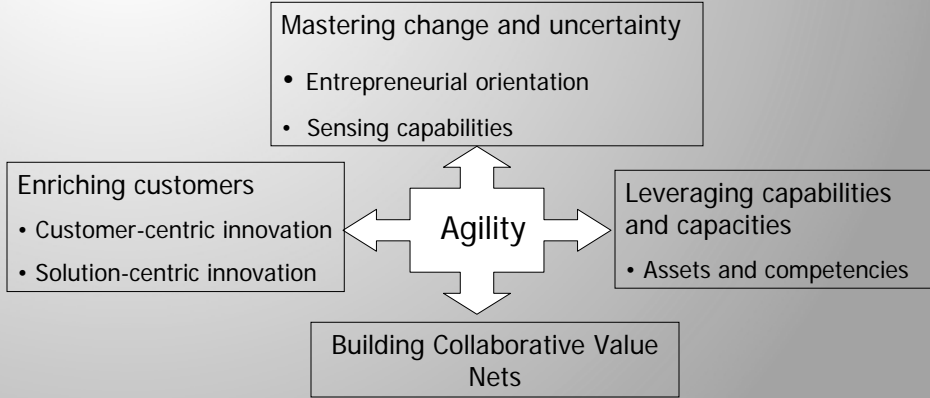 Mastering change and uncertainty
• Entrepreneurial orientation
• Sensing capabilities
Enriching customers
• Customer-centric innovation
• Solution-centric innovation
Agility
Leveraging capabilities
and capacities
• Assets and competencies
Building Collaborative Value
Nets